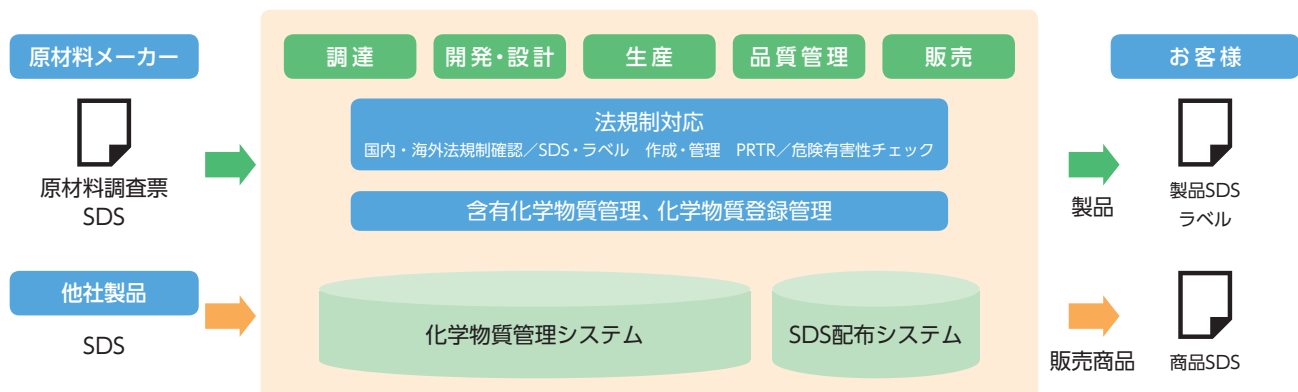 原材料メーカー
原材料調査票
SDS
他社製品
SDS
調達
開発・設計
生産
品質管理
販売
法規制対応
国内・海外法規制確認／SDS・ラベル　作成・管理　PRTR／危険有害性チェック
含有化学物質管理、化学物質登録管理
化学物質管理システム
SDS配布システム
製品
販売商品
お客様
製品SDS
ラベル
商品SDS